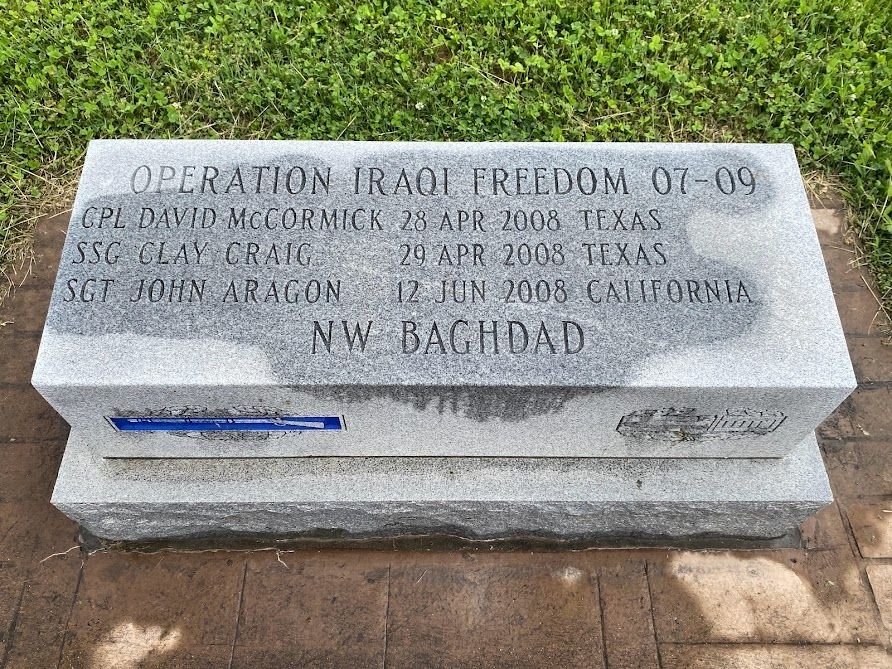 OPERATION IRAQI FREEDOM 07-09
CPL DAVID McCORMICK 28 APR 2008 TEXAS
SSG CLAY CRAIG 29 APR 2008 TEXAS
SGT JOHN ARAGON 12 JUN 2008 CALIFORNIA
NW BAGHDAD